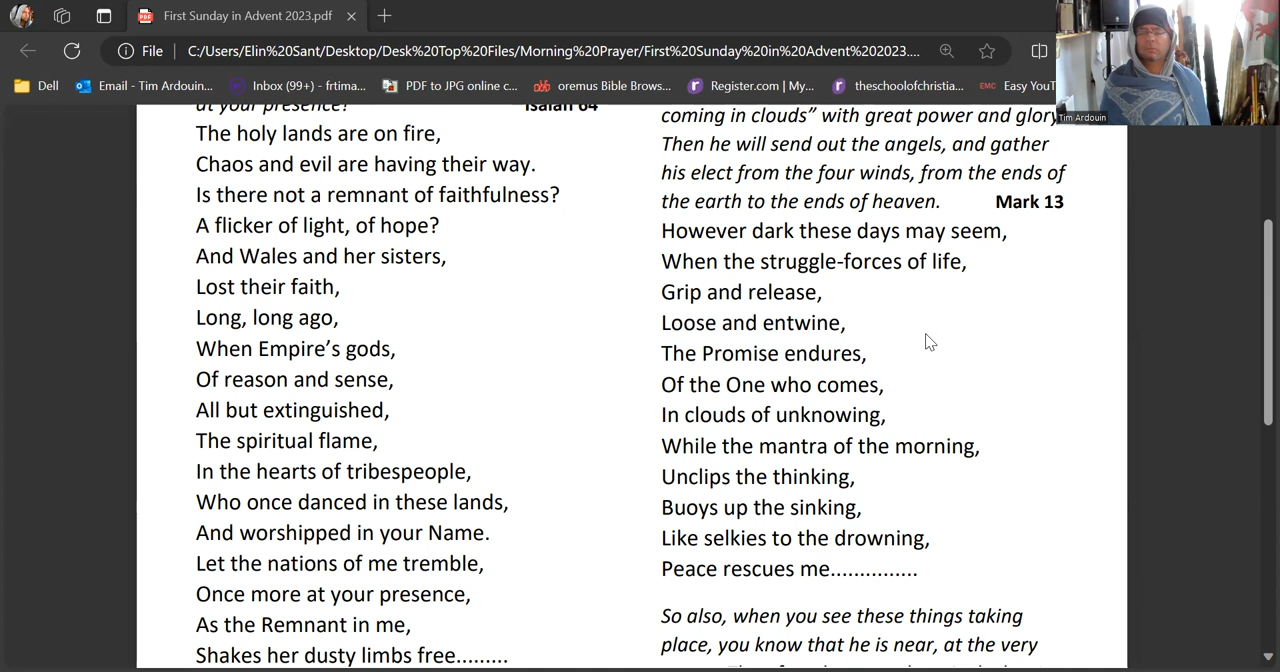 First Sunday in Advent 2023.pdf
File
C:/Users/Elin%20Sant/Desktop/Desk%20Top%20Files/Morning%20Prayer/First%20Sunday%20in%20Advent%202023....
Dell
Email - Tim Ardouin...
Inbox (99+) - frtima...
PDF to JPG online c...
oremus Bible Brows...
Register.com | My...
theschoolofchristia...
EMC
Easy YouT
Tim Ardouin
at your presence?
Isaiah 64
The holy lands are on fire,
Chaos and evil are having their way.
Is there not a remnant of faithfulness?
A flicker of light, of hope?
And Wales and her sisters,
Lost their faith,
Long, long ago,
When Empire’s gods,
Of reason and sense,
All but extinguished,
The spiritual flame,
In the hearts of tribespeople,
Who once danced in these lands,
And worshipped in your Name.
Let the nations of me tremble,
Once more at your presence,
As the Remnant in me,
Shakes her dusty limbs free.........
coming in clouds” with great power and glory.
Then he will send out the angels, and gather
his elect from the four winds, from the ends of
the earth to the ends of heaven.
Mark 13
However dark these days may seem,
When the struggle-forces of life,
Grip and release,
Loose and entwine,
The Promise endures,
Of the One who comes,
In clouds of unknowing,
While the mantra of the morning,
Unclips the thinking,
Buoys up the sinking,
Like selkies to the drowning,
Peace rescues me...............
So also, when you see these things taking
place, you know that he is near, at the very